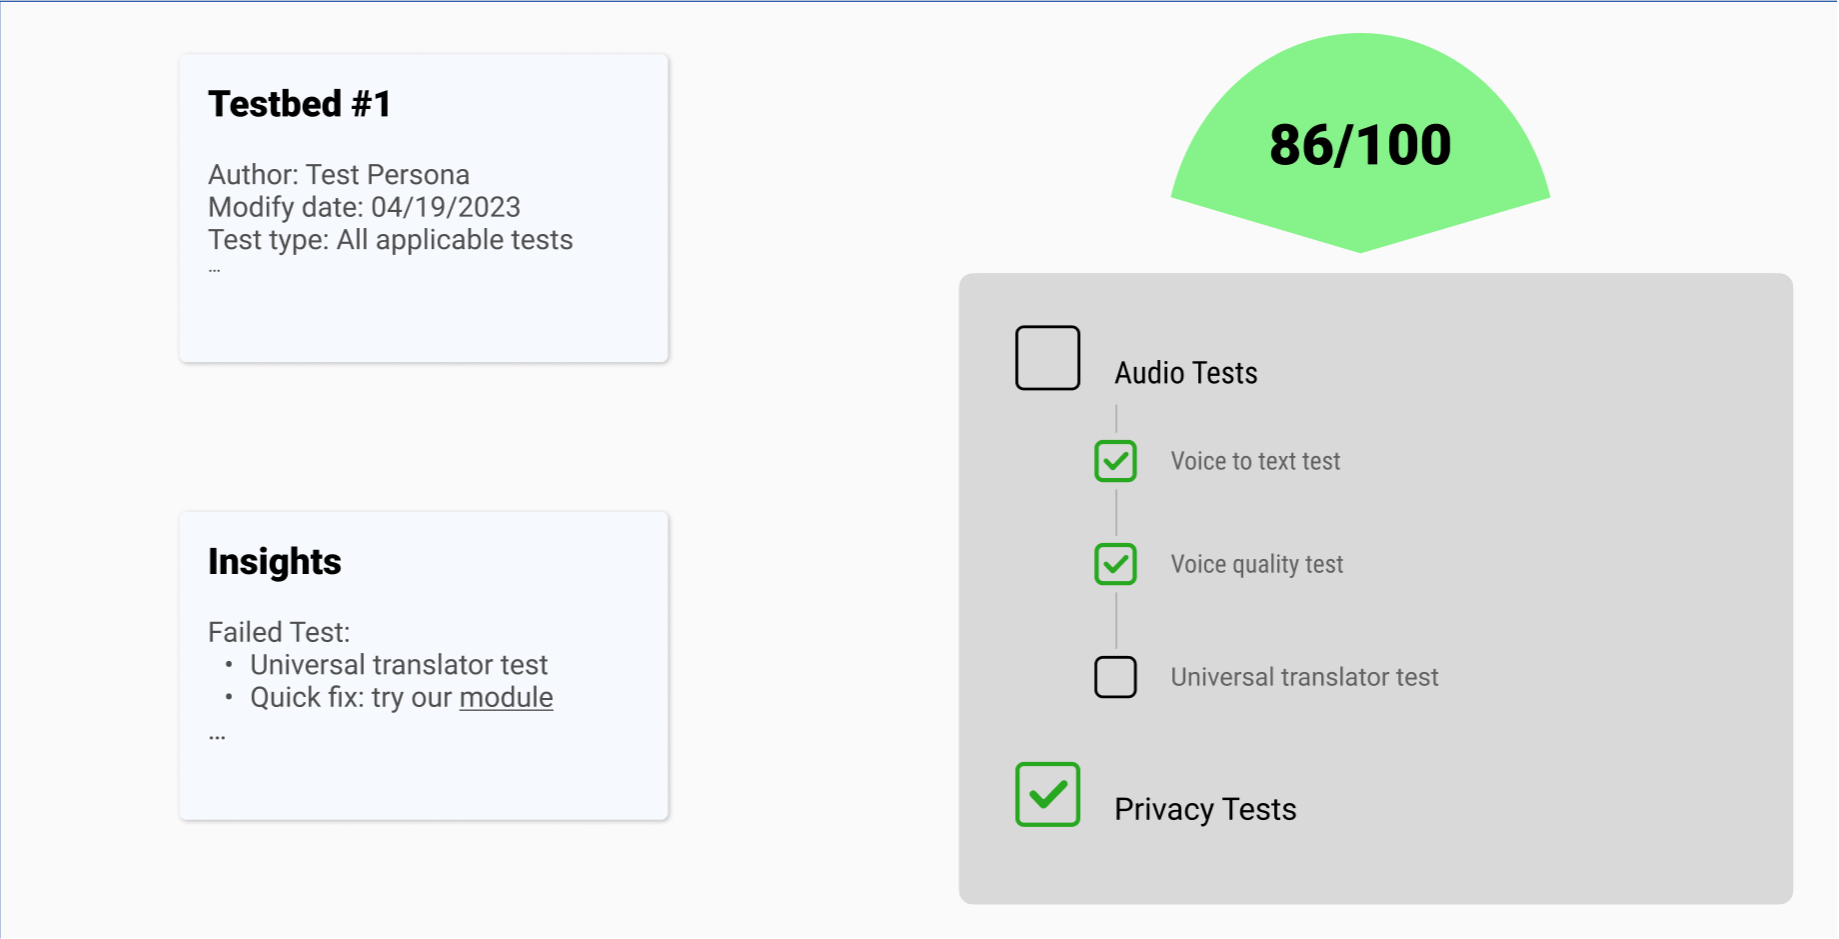 Testbed #1
Author: Test Persona
Modify date: 04/19/2023
Test type: All applicable tests
...
Insights
Failed Test:
• Universal translator test
• Quick fix: try our module
...
86/100
Audio Tests
Voice to text test
Voice quality test
Universal translator test
Privacy Tests